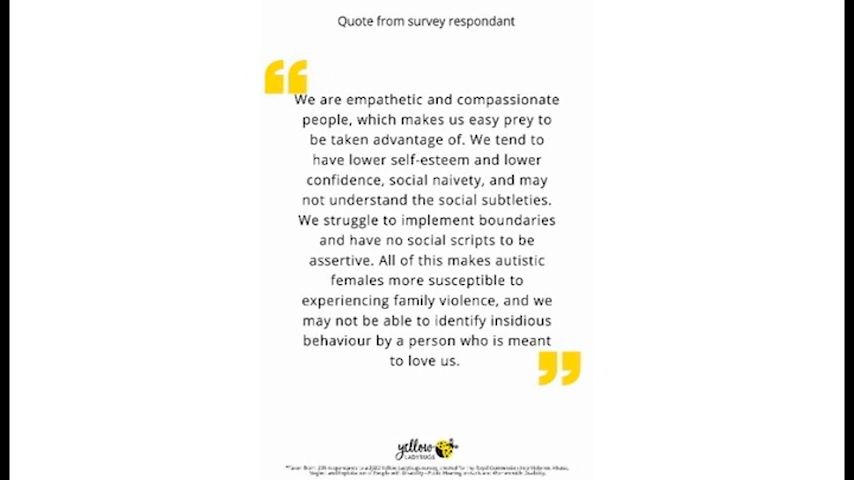 Quote from survey respondant
We are empathetic and compassionate
people, which makes us easy prey to
be taken advantage of. We tend to
have lower self-esteem and lower
confidence, social naivety, and may
not understand the social subtleties.
We struggle to implement boundaries
and have no social scripts to be
assertive. All of this makes autistic
females more susceptible to
experiencing family violence, and we
may not be able to identify insidious
behaviour by a person who is meant
to love us.
yellow
LADYBUGS